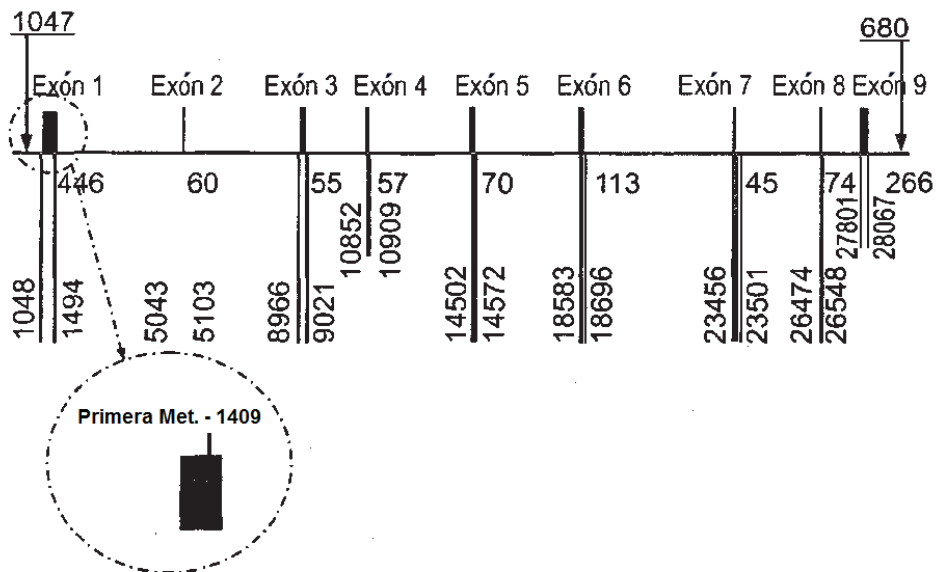 1047
680
Exón 1 Exón 2 Exón 3 Exón 4 Exón 5 Exón 6 Exón 7 Exón 8 Exón 9
446 60 55 57 70 113 45 74 266
1048 1494 5043 5103 8966 9021 10852 10909 14502 14572 18583 18696 23456 23501 26474 26548 27801 28067
Primera Met. - 1409